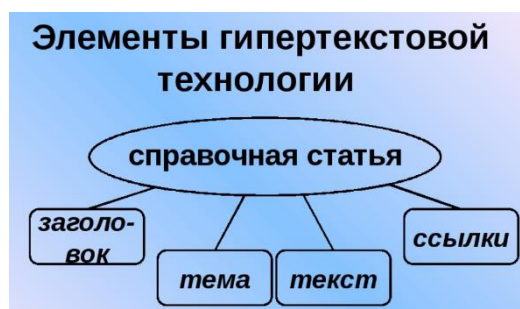 Элементы гипертекстовой
технологии
справочная статья
заголо-
вок
тема
текст
ссылки